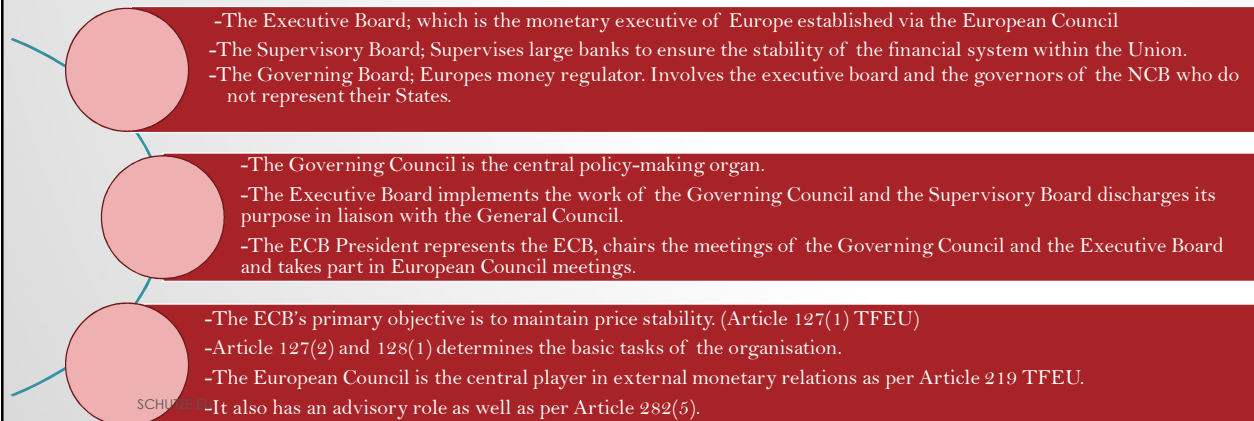 -The Executive Board; which is the monetary executive of Europe established via the European Council
-The Supervisory Board; Supervises large banks to ensure the stability of the financial system within the Union.
-The Governing Board; Europes money regulator. Involves the executive board and the governors of the NCB who do
not represent their States.
-The Governing Council is the central policy-making organ.
-The Executive Board implements the work of the Governing Council and the Supervisory Board discharges its
purpose in liaison with the General Council.
-The ECB President represents the ECB, chairs the meetings of the Governing Council and the Executive Board
and takes part in European Council meetings.
-The ECB's primary objective is to maintain price stability. (Article 127(1) TFEU)
-Article 127(2) and 128(1) determines the basic tasks of the organisation.
-The European Council is the central player in external monetary relations as per Article 219 TFEU.
-It also has an advisory role as well as per Article 282(5).